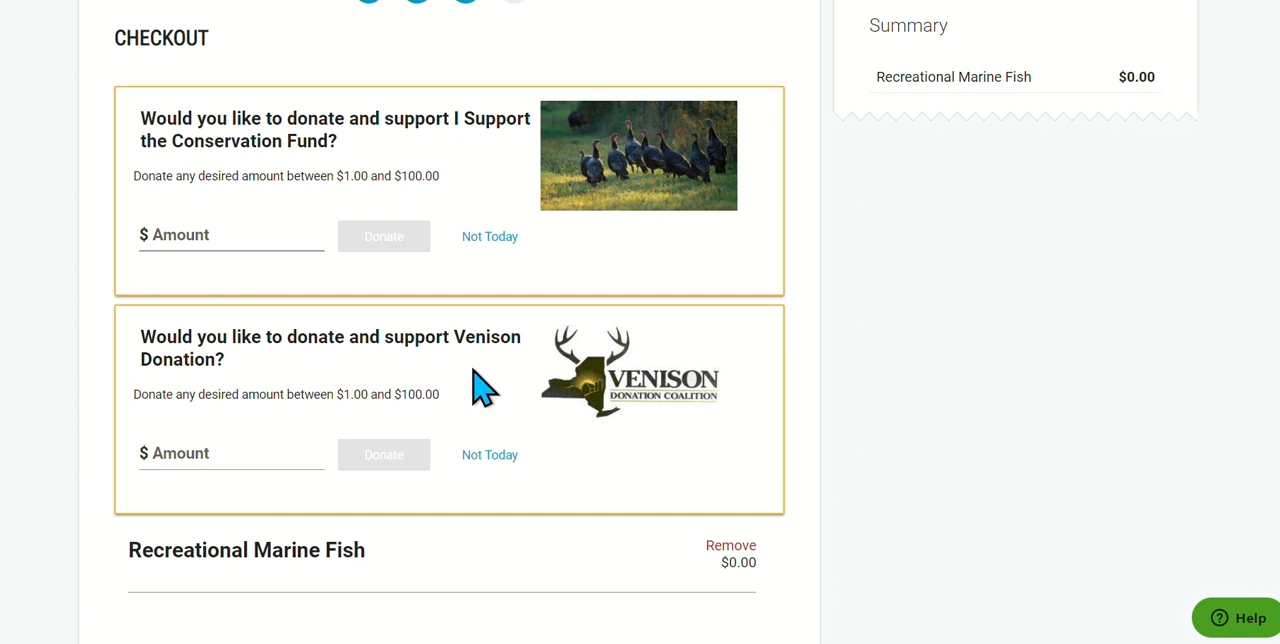 CHECKOUT
Would you like to donate and support I Support
the Conservation Fund?
Donate any desired amount between $1.00 and $100.00
$ Amount
Donate
Not Today
Would you like to donate and support Venison
Donation?
Donate any desired amount between $1.00 and $100.00
$ Amount
Donate
Not Today
VENISON
DONATION COALITION
Recreational Marine Fish
Remove
$0.00
Summary
Recreational Marine Fish $0.00
? Help